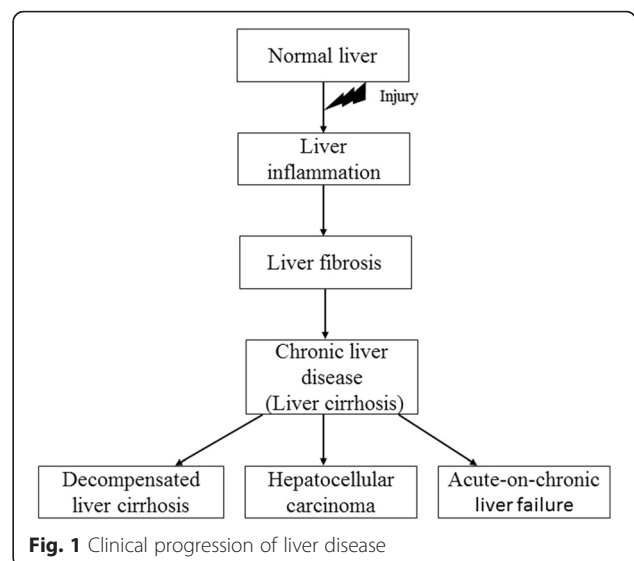 Normal liver
Injury
Liver
inflammation
Liver fibrosis
Chronic liver
disease
(Liver cirrhosis)
Decompensated
liver cirrhosis
Hepatocellular
carcinoma
Acute-on-chronic
liver failure
Fig. 1 Clinical progression of liver disease